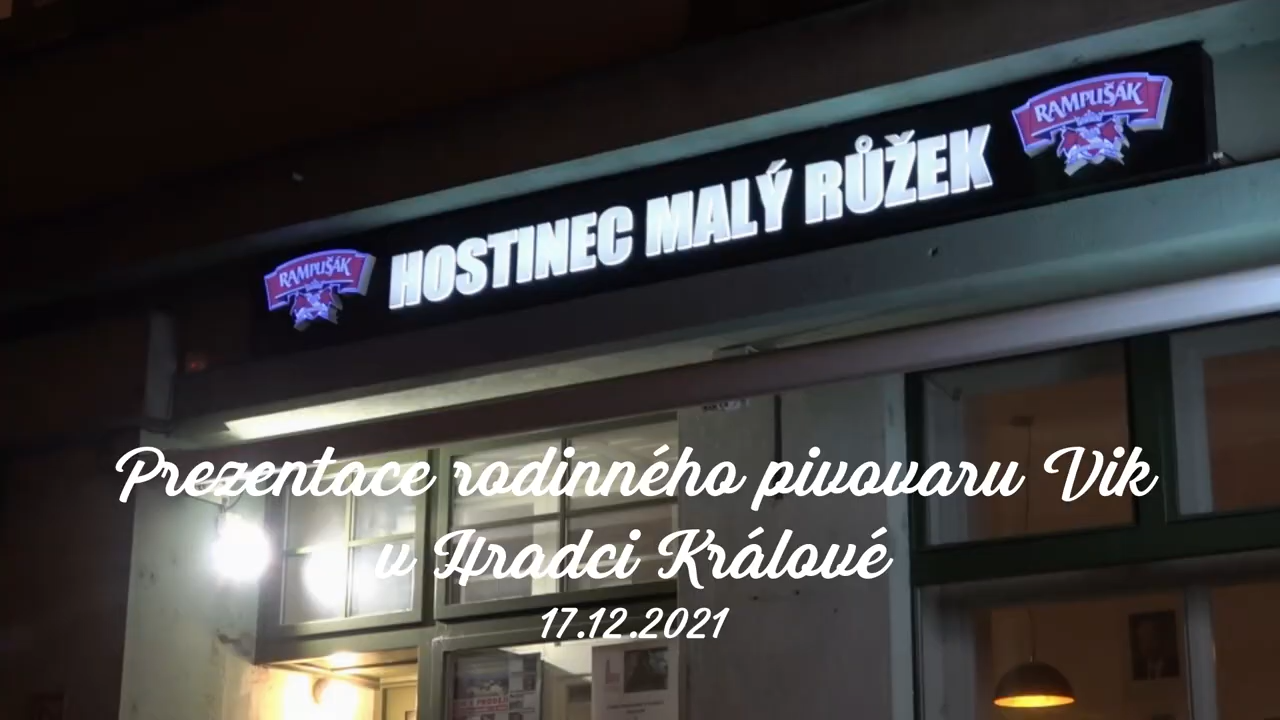 RAMPUŠÁK
HOSTINEC MALÝ RŮŽEK
RAMPUŠÁK
Prezentace rodinného pivovaru Vik
v Hradci Králové
17.12.2021